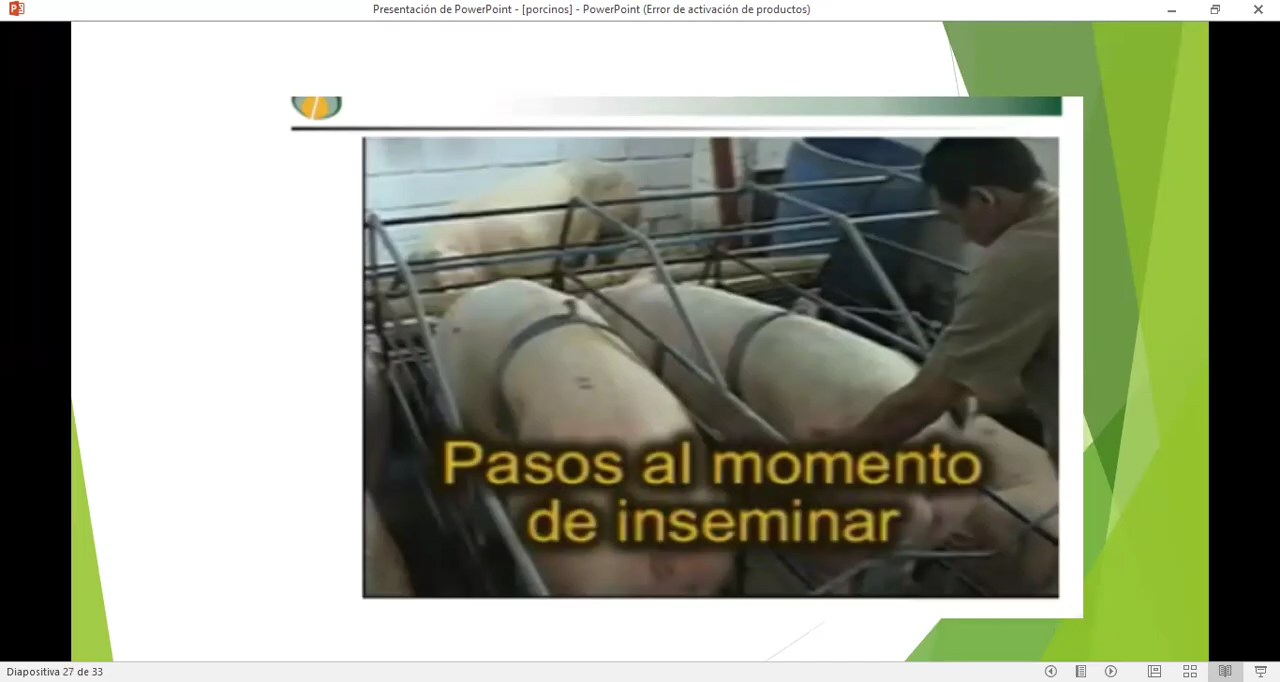 Presentación de PowerPoint - [porcinos] - PowerPoint (Error de activación de productos)
Pasos al momento
de inseminar
Diapositiva 27 de 33